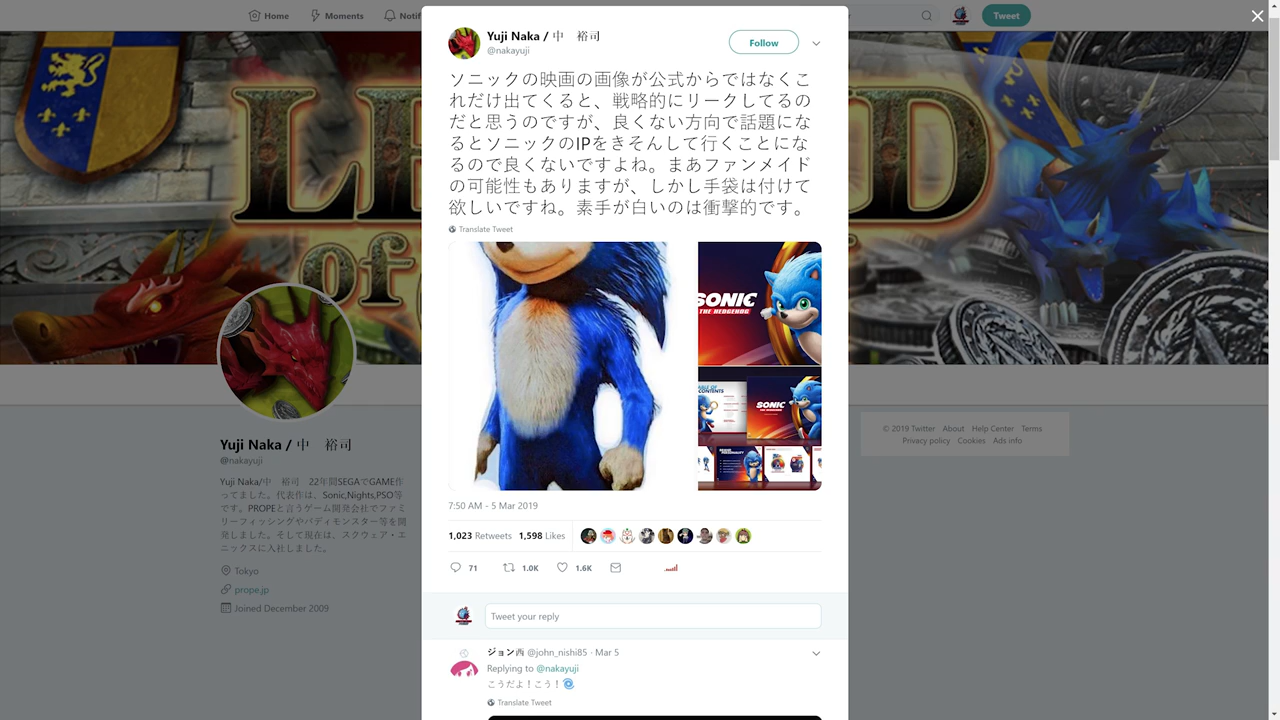 Home
Moments
Notif
Tweet
LE
of
D
Yuji Naka / 中　裕司
@nakayuji
Follow
ソニックの映画の画像が公式からではなくこ
れだけ出てくると、戦略的にリークしてるの
だと思うのですが、良くない方向で話題にな
るとソニックのIPをきそんして行くことにな
るので良くないですよね。まあファンメイド
の可能性もありますが、しかし手袋は付けて
欲しいですね。素手が白いのは衝撃的です。
Translate Tweet
SONIC
THE HEDGEHOG
TABLE OF
CONTENTS
SONIC
7:50 AM - 5 Mar 2019
1,023 Retweets 1,598 Likes
71 1.0K 1.6K
Tweet your reply
ジョン西 @john_nishi85 · Mar 5
Replying to @nakayuji
こうだよ！こう！
Translate Tweet
Yuji Naka / 中　裕司
@nakayuji
Yuji Naka/中　裕司　22年間SEGAでGAME作
ってました。代表作は、Sonic,Nights,PSO等
です。PROPEと言うゲーム開発会社でファミ
リーフィッシングやバディモンスター等を開
発しました。そして現在は、スクウェア・エ
ニックスに入社しました。
Tokyo
prope.jp
Joined December 2009
© 2019 Twitter About Help Center Terms
Privacy policy Cookies Ads info